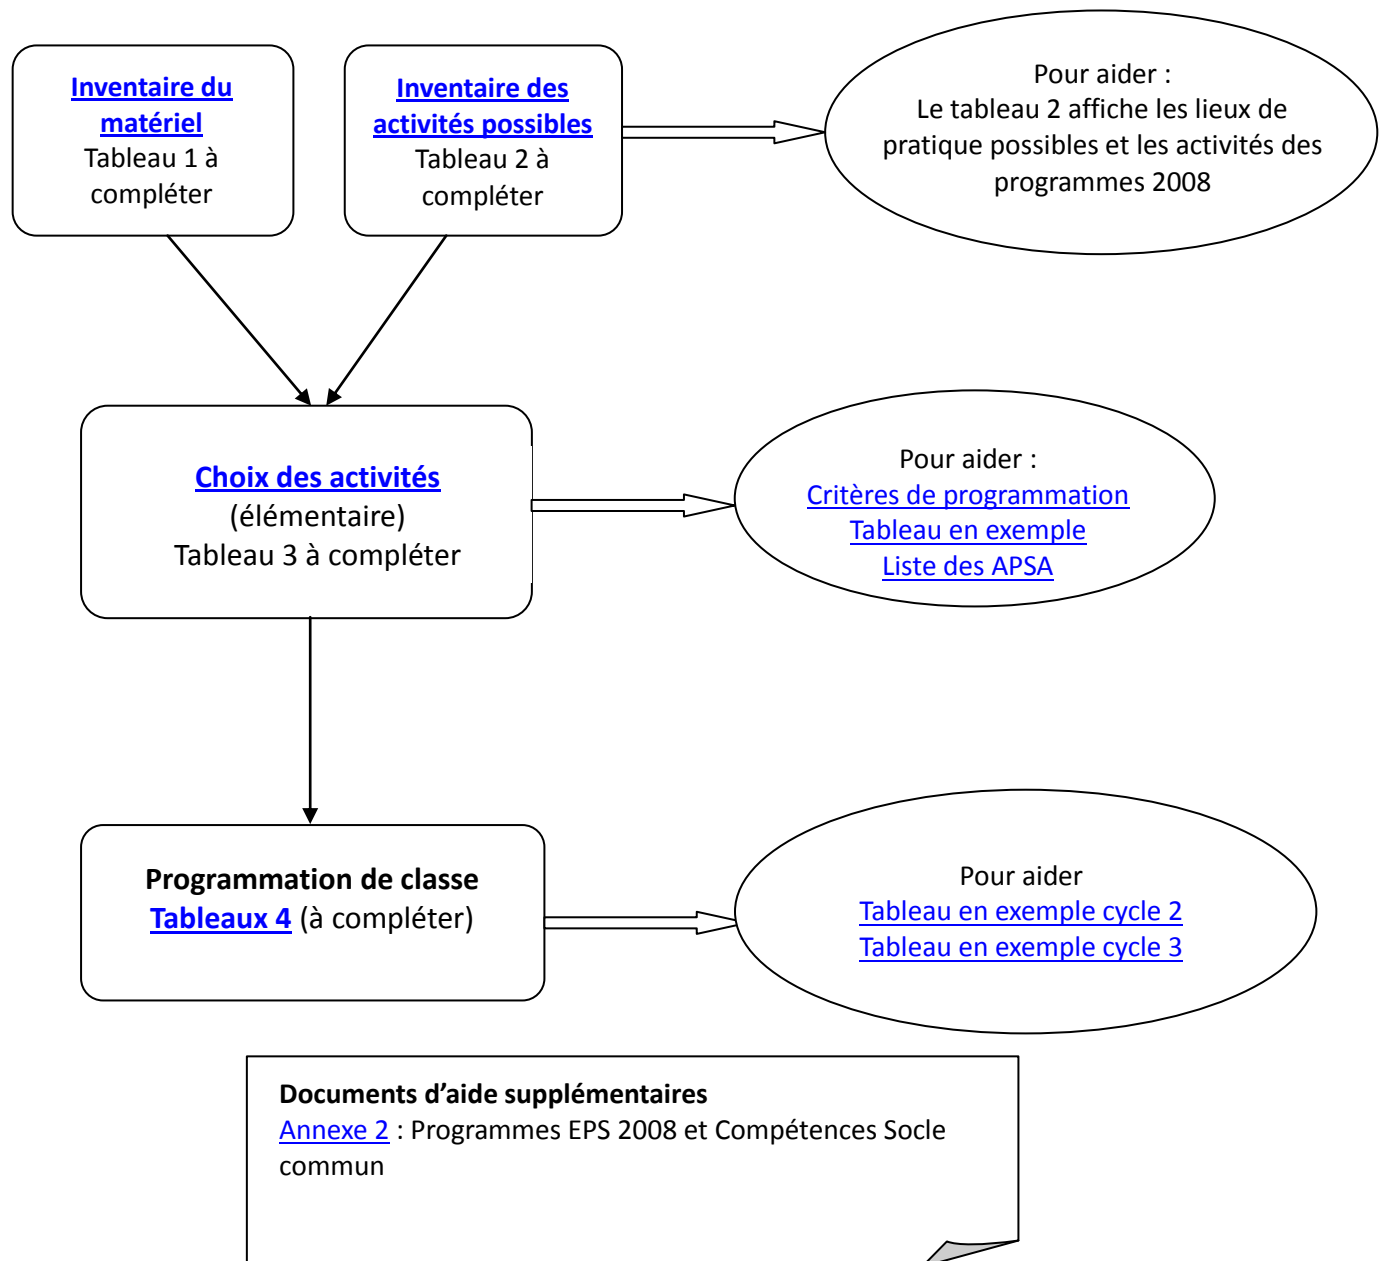 Inventaire du
matériel
Tableau 1 à
compléter
Inventaire des
activités possibles
Tableau 2 à
compléter
Pour aider :
Le tableau 2 affiche les lieux de
pratique possibles et les activités des
programmes 2008
Choix des activités
(élémentaire)
Tableau 3 à compléter
Pour aider :
Critères de programmation
Tableau en exemple
Liste des APSA
Programmation de classe
Tableaux 4 (à compléter)
Pour aider
Tableau en exemple cycle 2
Tableau en exemple cycle 3
Documents d’aide supplémentaires
Annexe 2 : Programmes EPS 2008 et Compétences Socle
commun